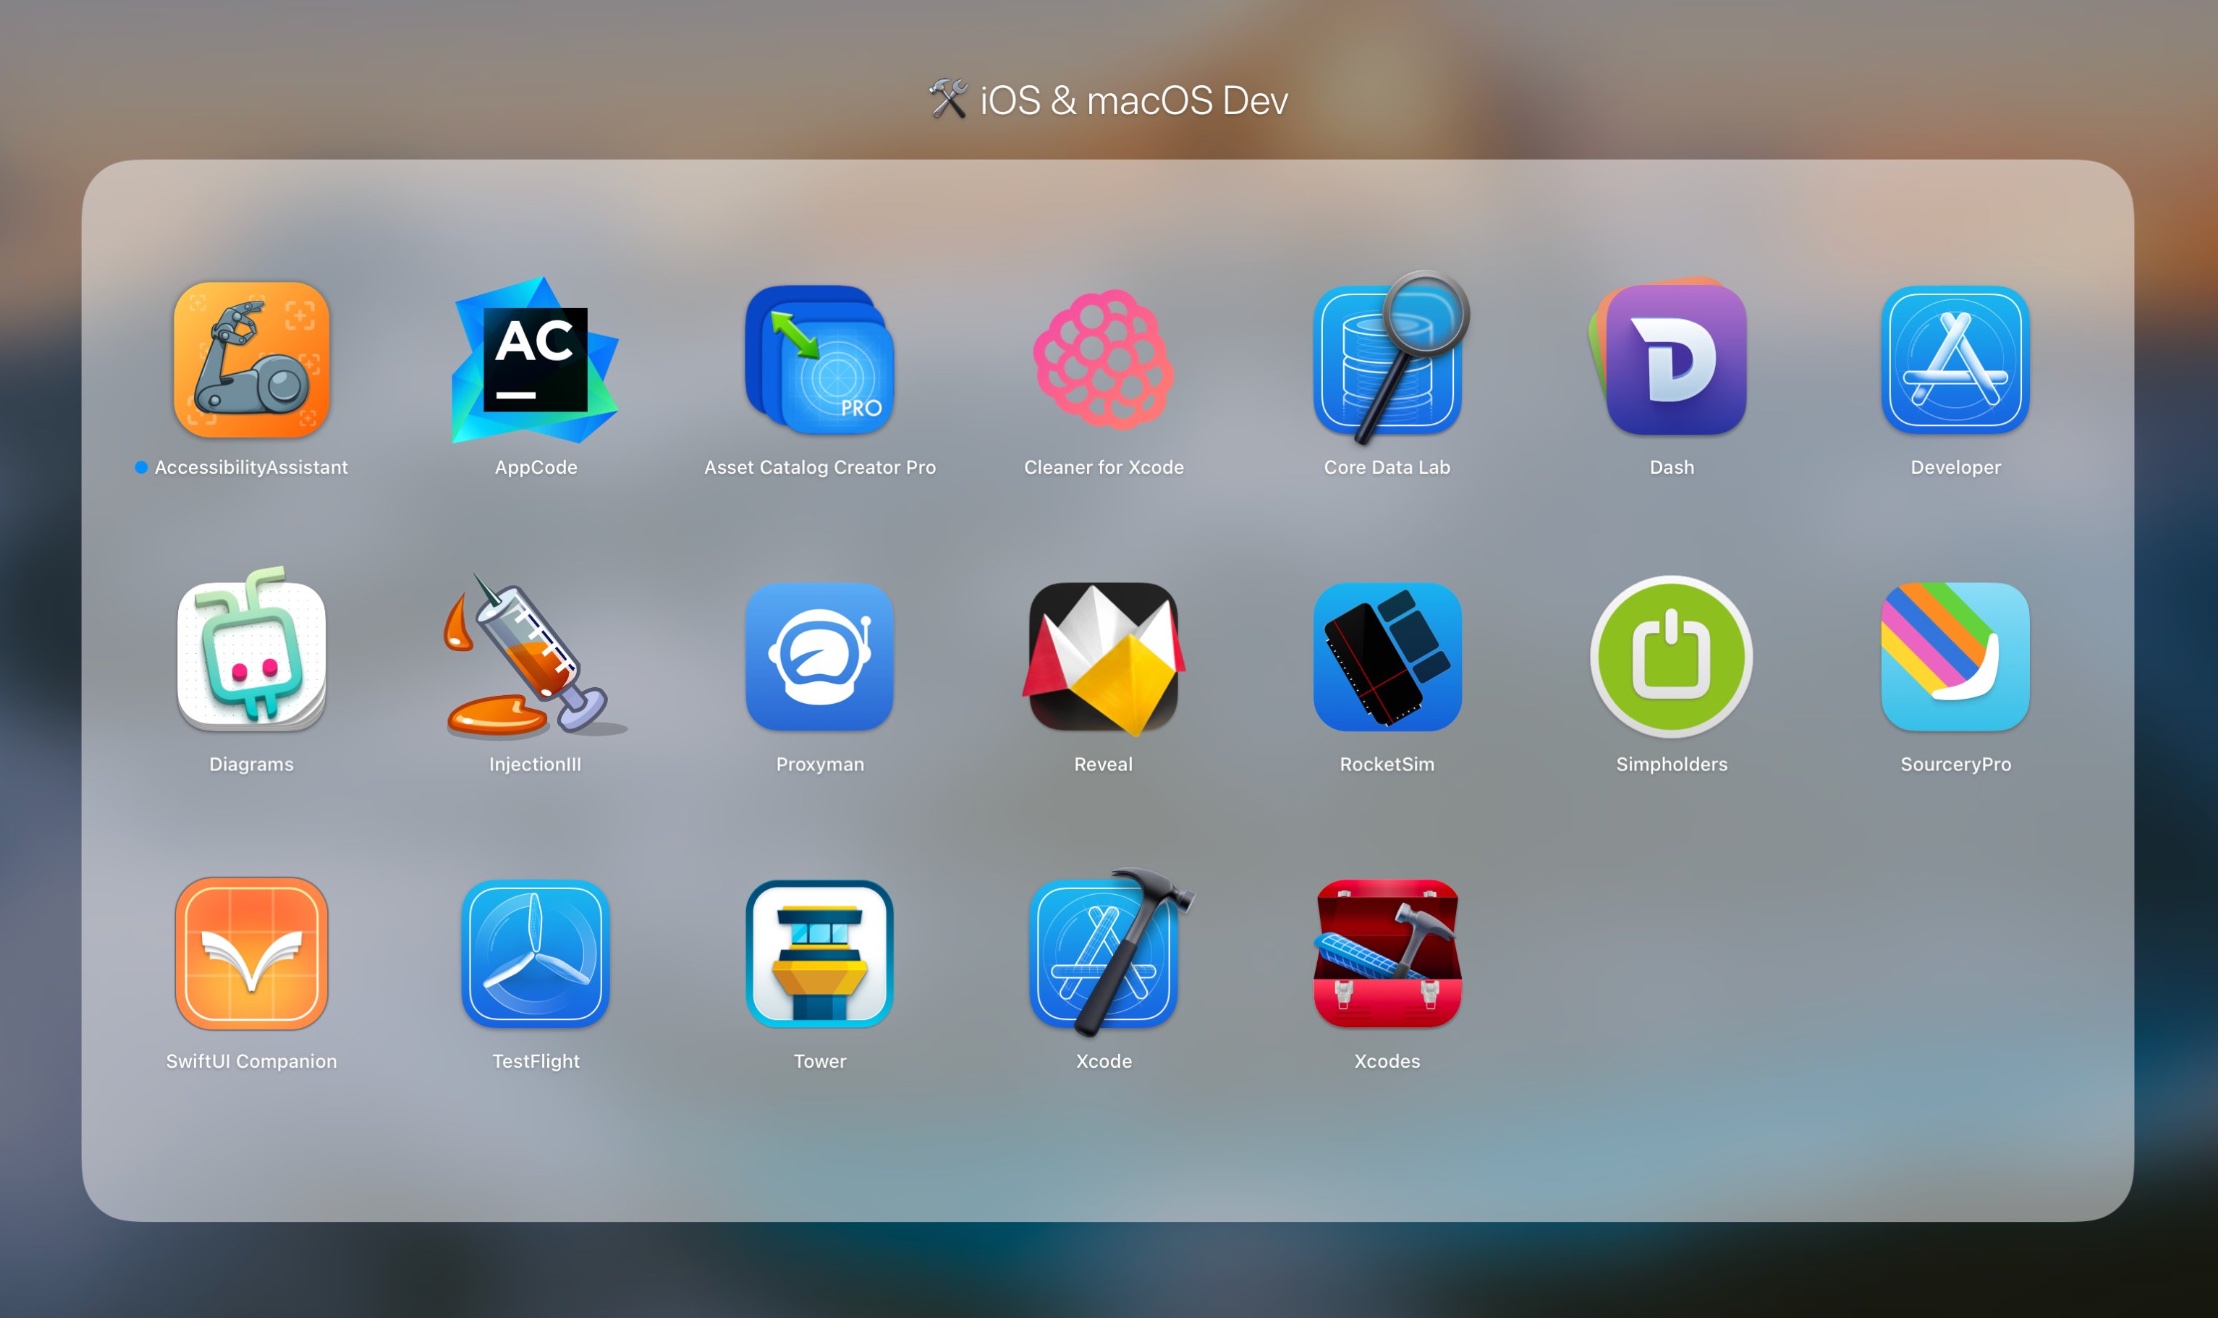 🛠 iOS & macOS Dev
AC
PRO
D
AccessibilityAssistant
AppCode
Asset Catalog Creator Pro
Cleaner for Xcode
Core Data Lab
Dash
Developer
Diagrams
InjectionIII
Proxyman
Reveal
RocketSim
Simpholders
SourceryPro
SwiftUI Companion
TestFlight
Tower
Xcode
Xcodes